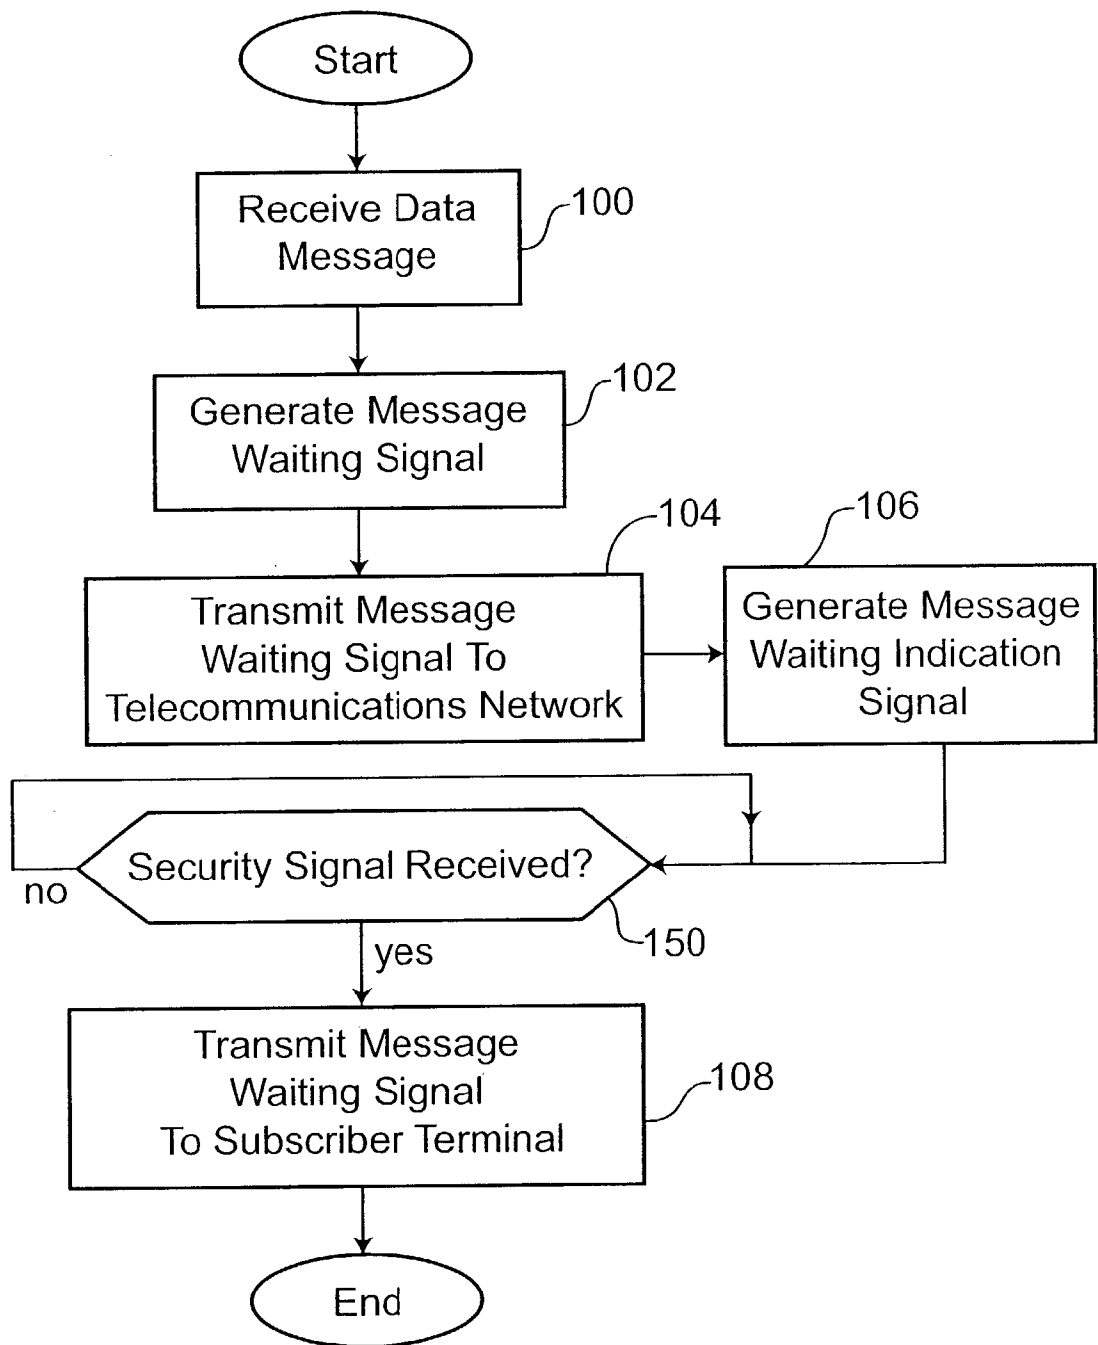 Start
Receive Data
Message
100
Generate Message
Waiting Signal
102
Transmit Message
Waiting Signal To
Telecommunications Network
104
Generate Message
Waiting Indication
Signal
106
Security Signal Received?
no
150
yes
Transmit Message
Waiting Signal
To Subscriber Terminal
108
End